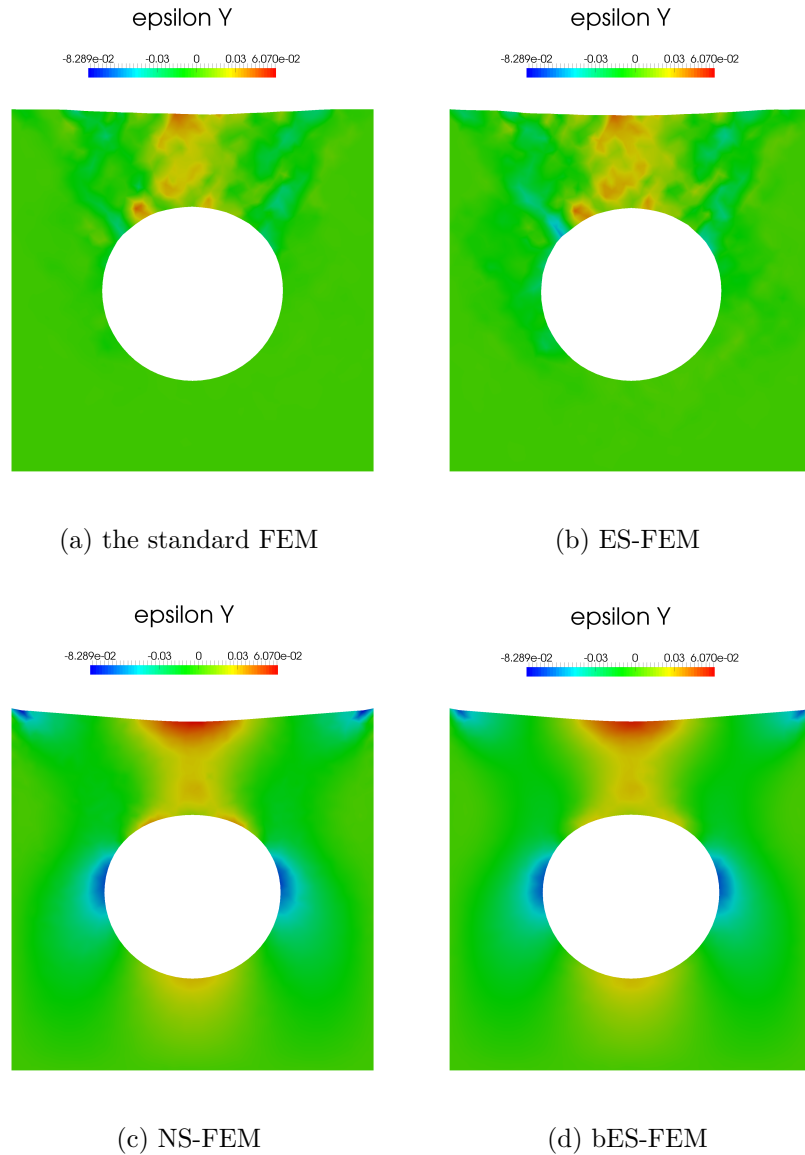 epsilon Y
epsilon Y
-8.289e-02 -0.03 0 0.03 6.070e-02
-8.289e-02 -0.03 0 0.03 6.070e-02
(a) the standard FEM
(b) ES-FEM
epsilon Y
epsilon Y
-8.289e-02 -0.03 0 0.03 6.070e-02
-8.289e-02 -0.03 0 0.03 6.070e-02
(c) NS-FEM
(d) bES-FEM